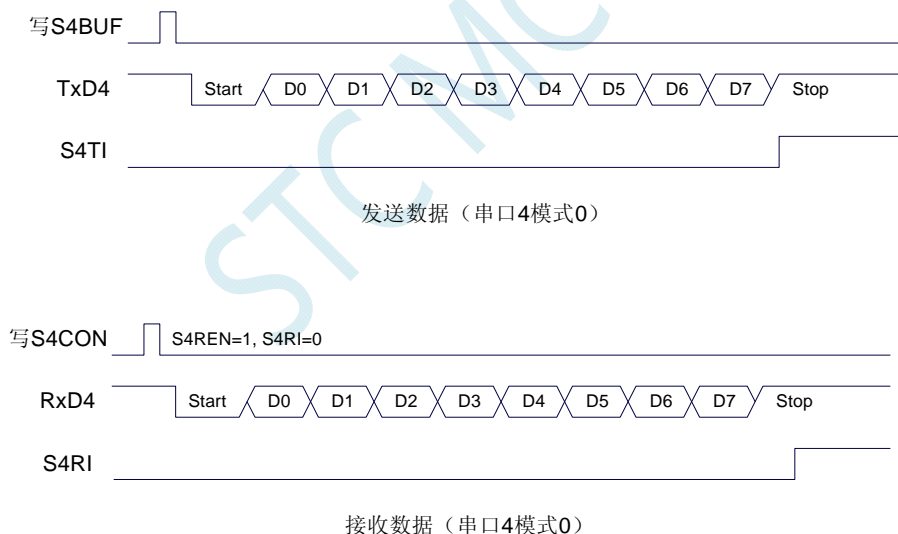 写S4BUF
TxD4 Start D0 D1 D2 D3 D4 D5 D6 D7 Stop
S4TI
发送数据（串口4模式0）
写S4CON S4REN=1, S4RI=0
RxD4 Start D0 D1 D2 D3 D4 D5 D6 D7 Stop
S4RI
接收数据（串口4模式0）
STC MC